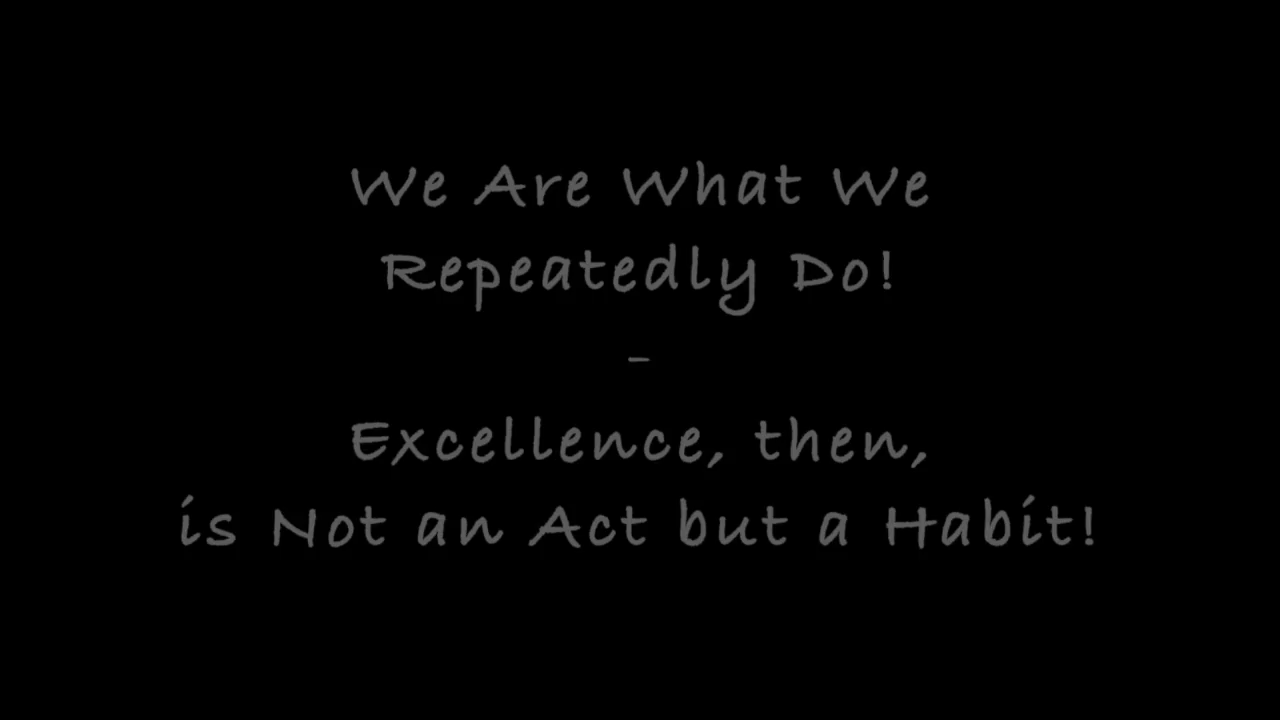 We Are What We
Repeatedly Do!
-
Excellence, then,
is Not an Act but a Habit!